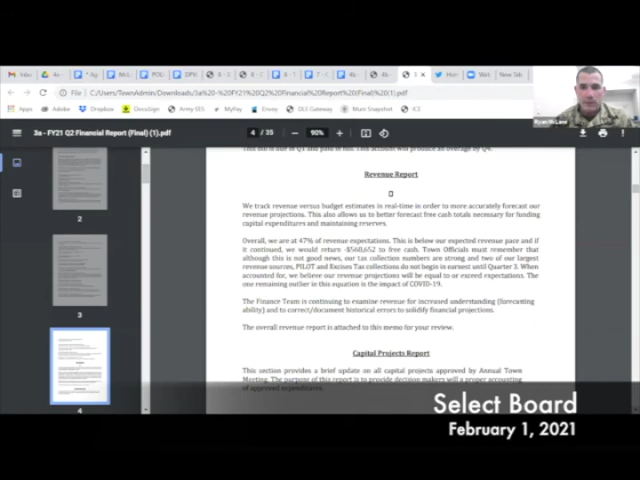 C:/Users/TownAdmin/Downloads/3a%20-%20FY21%20Q2%20Financial%20Report%20(Final)%20(1).pdf
Apps Adobe Dropbox DocuSign Army EES MyPay Envoy OLS Gateway Muni Snapshot ICE
3a - FY21 Q2 Financial Report (Final) (1).pdf
4 / 35
90%
Revenue Report
We track revenue versus budget estimates in real-time in order to more accurately forecast our
revenue projections. This also allows us to better forecast free cash totals necessary for funding
capital expenditures and maintaining reserves.
Overall, we are at 47% of revenue expectations. This is below our expected revenue pace and if
it continued, we would return -$568,652 to free cash. Town Officials must remember that
although this is not good news, our tax collection numbers are strong and two of our largest
revenue sources, PILOT and Excises Tax collections do not begin in earnest until Quarter 3. When
accounted for, we believe our revenue projections will be equal to or exceed expectations. The
one remaining outlier in this equation is the impact of COVID-19.
The Finance Team is continuing to examine revenue for increased understanding (forecasting
ability) and to correct/document historical errors to solidify financial projections.
The overall revenue report is attached to this memo for your review.
Capital Projects Report
This section provides a brief update on all capital projects approved by Annual Town
Meeting. The purpose of this report is to provide decision makers will a proper accounting
of approved expenditures.
2
3
4
Select Board
February 1, 2021